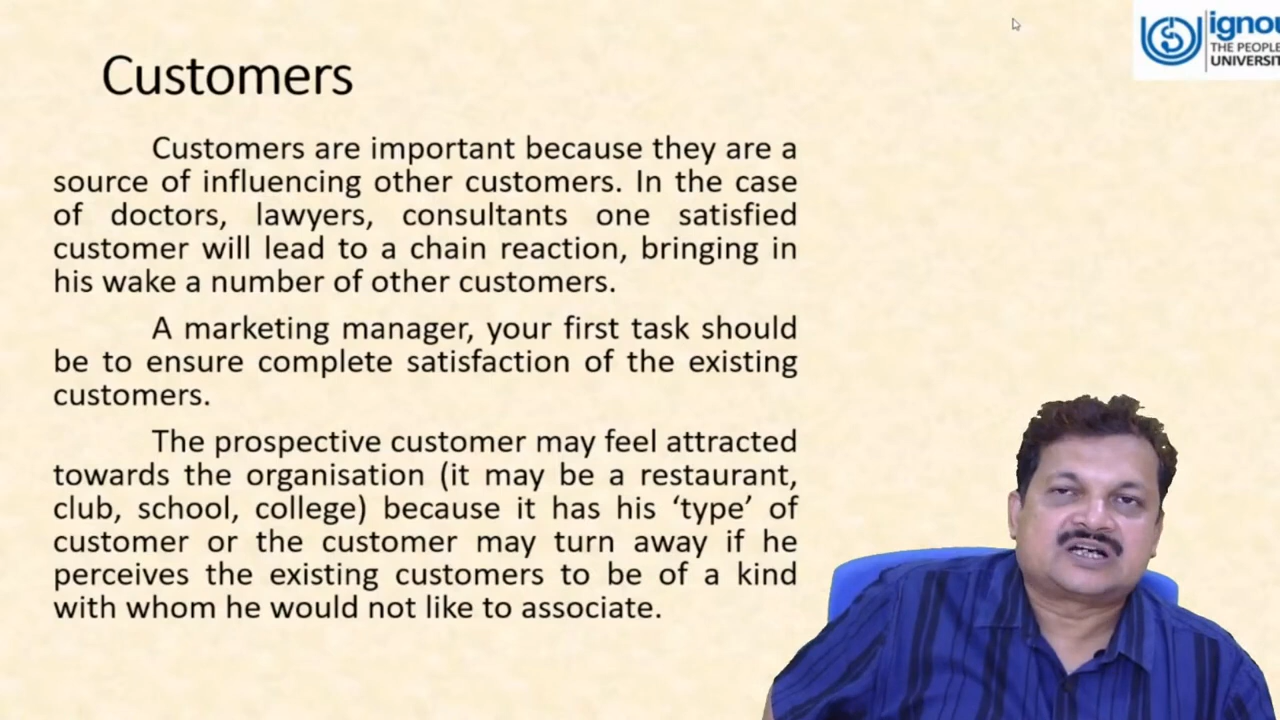 Customers
Customers are important because they are a
source of influencing other customers. In the case
of doctors, lawyers, consultants one satisfied
customer will lead to a chain reaction, bringing in
his wake a number of other customers.
A marketing manager, your first task should
be to ensure complete satisfaction of the existing
customers.
The prospective customer may feel attracted
towards the organisation (it may be a restaurant,
club, school, college) because it has his ‘type’ of
customer or the customer may turn away if he
perceives the existing customers to be of a kind
with whom he would not like to associate.
ignou
THE PEOPLE
UNIVERSI